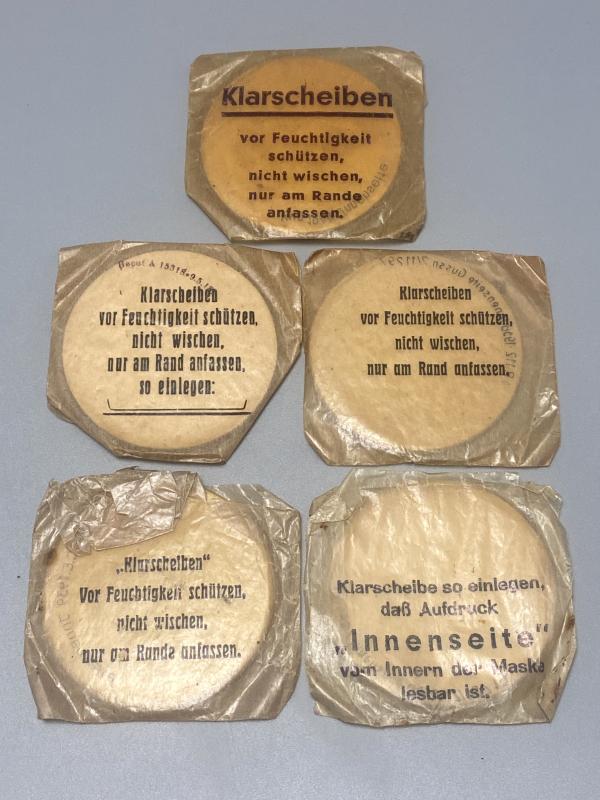 Klarscheiben
vor Feuchtigkeit
schützen,
nicht wischen,
nur am Rande
anfassen.
Klarscheiben
vor Feuchtigkeit schützen,
nicht wischen,
nur am Rand anfassen,
so einlegen:
Klarscheiben
vor Feuchtigkeit schützen,
nicht wischen,
nur am Rand anfassen.
„Klarscheiben“
Vor Feuchtigkeit schützen,
nicht wischen,
nur am Rande anfassen.
Klarscheibe so einlegen,
daß Aufdruck
„Innenseite“
vom Innern der Maske
lesbar ist.